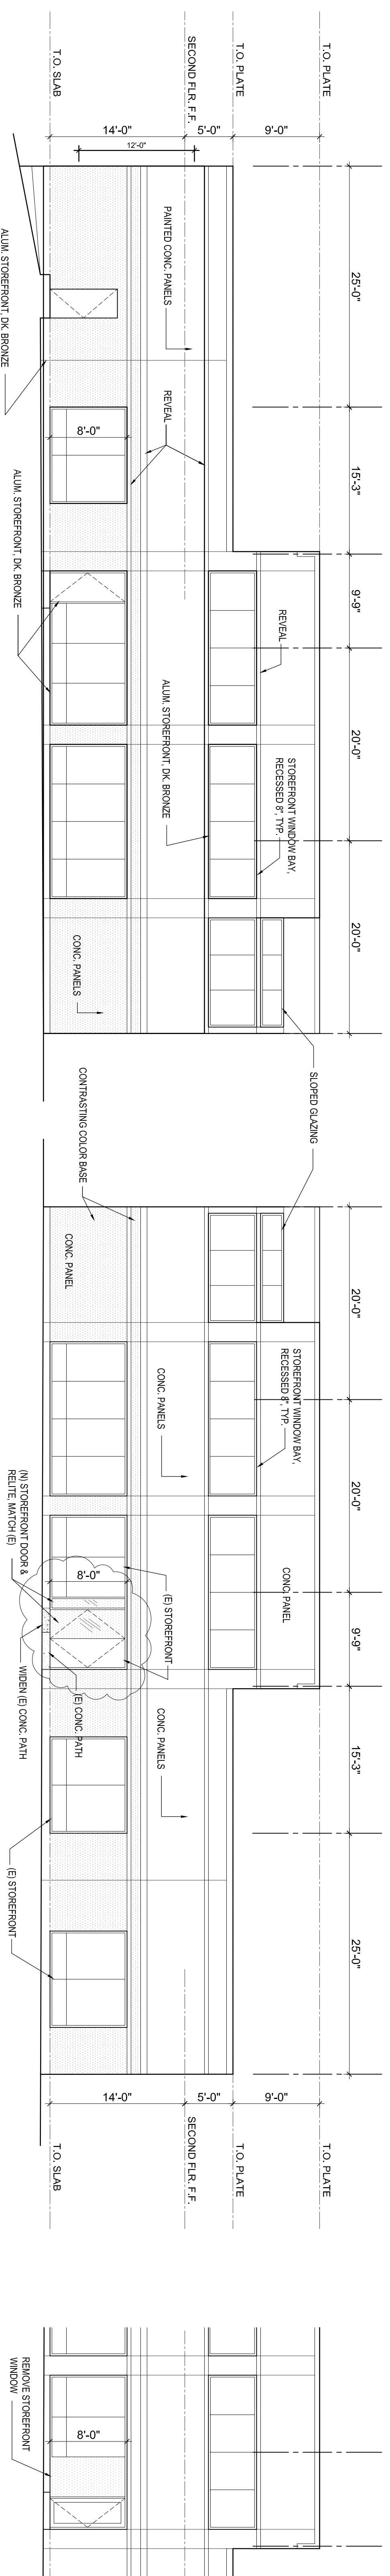 25'-0"
15'-3"
9'-9"
20'-0"
20'-0"
T.O. PLATE
T.O. PLATE
SECOND FLR. F.F.
T.O. SLAB
9'-0"
5'-0"
14'-0"
12'-0"
PAINTED CONC. PANELS
REVEAL
8'-0"
REVEAL
ALUM. STOREFRONT, DK. BRONZE
STOREFRONT WINDOW BAY,
RECESSED 8", TYP.
CONC. PANELS
ALUM. STOREFRONT, DK. BRONZE
ALUM. STOREFRONT, DK. BRONZE
SLOPED GLAZING
CONTRASTING COLOR BASE
20'-0"
20'-0"
9'-9"
15'-3"
25'-0"
CONC. PANEL
STOREFRONT WINDOW BAY,
RECESSED 8", TYP.
CONC. PANELS
CONC. PANEL
8'-0"
(E) STOREFRONT
CONC. PANELS
(E) CONC. PATH
(N) STOREFRONT DOOR &
RELITE, MATCH (E)
WIDEN (E) CONC. PATH
(E) STOREFRONT
9'-0"
5'-0"
14'-0"
T.O. PLATE
T.O. PLATE
SECOND FLR. F.F.
T.O. SLAB
8'-0"
REMOVE STOREFRONT
WINDOW